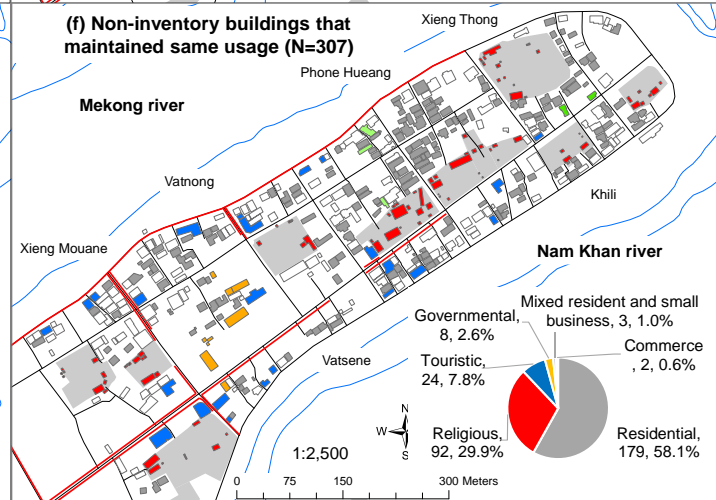 (f) Non-inventory buildings that
maintained same usage (N=307)
Xieng Thong
Phone Hueang
Mekong river
Vatnong
Khili
Xieng Mouane
Nam Khan river
Vatsene
Governmental,
8, 2.6%
Mixed resident and small
business, 3, 1.0%
Commerce
, 2, 0.6%
Touristic,
24, 7.8%
Religious,
92, 29.9%
Residential,
179, 58.1%
N
W
S
1:2,500
0 75 150 300 Meters